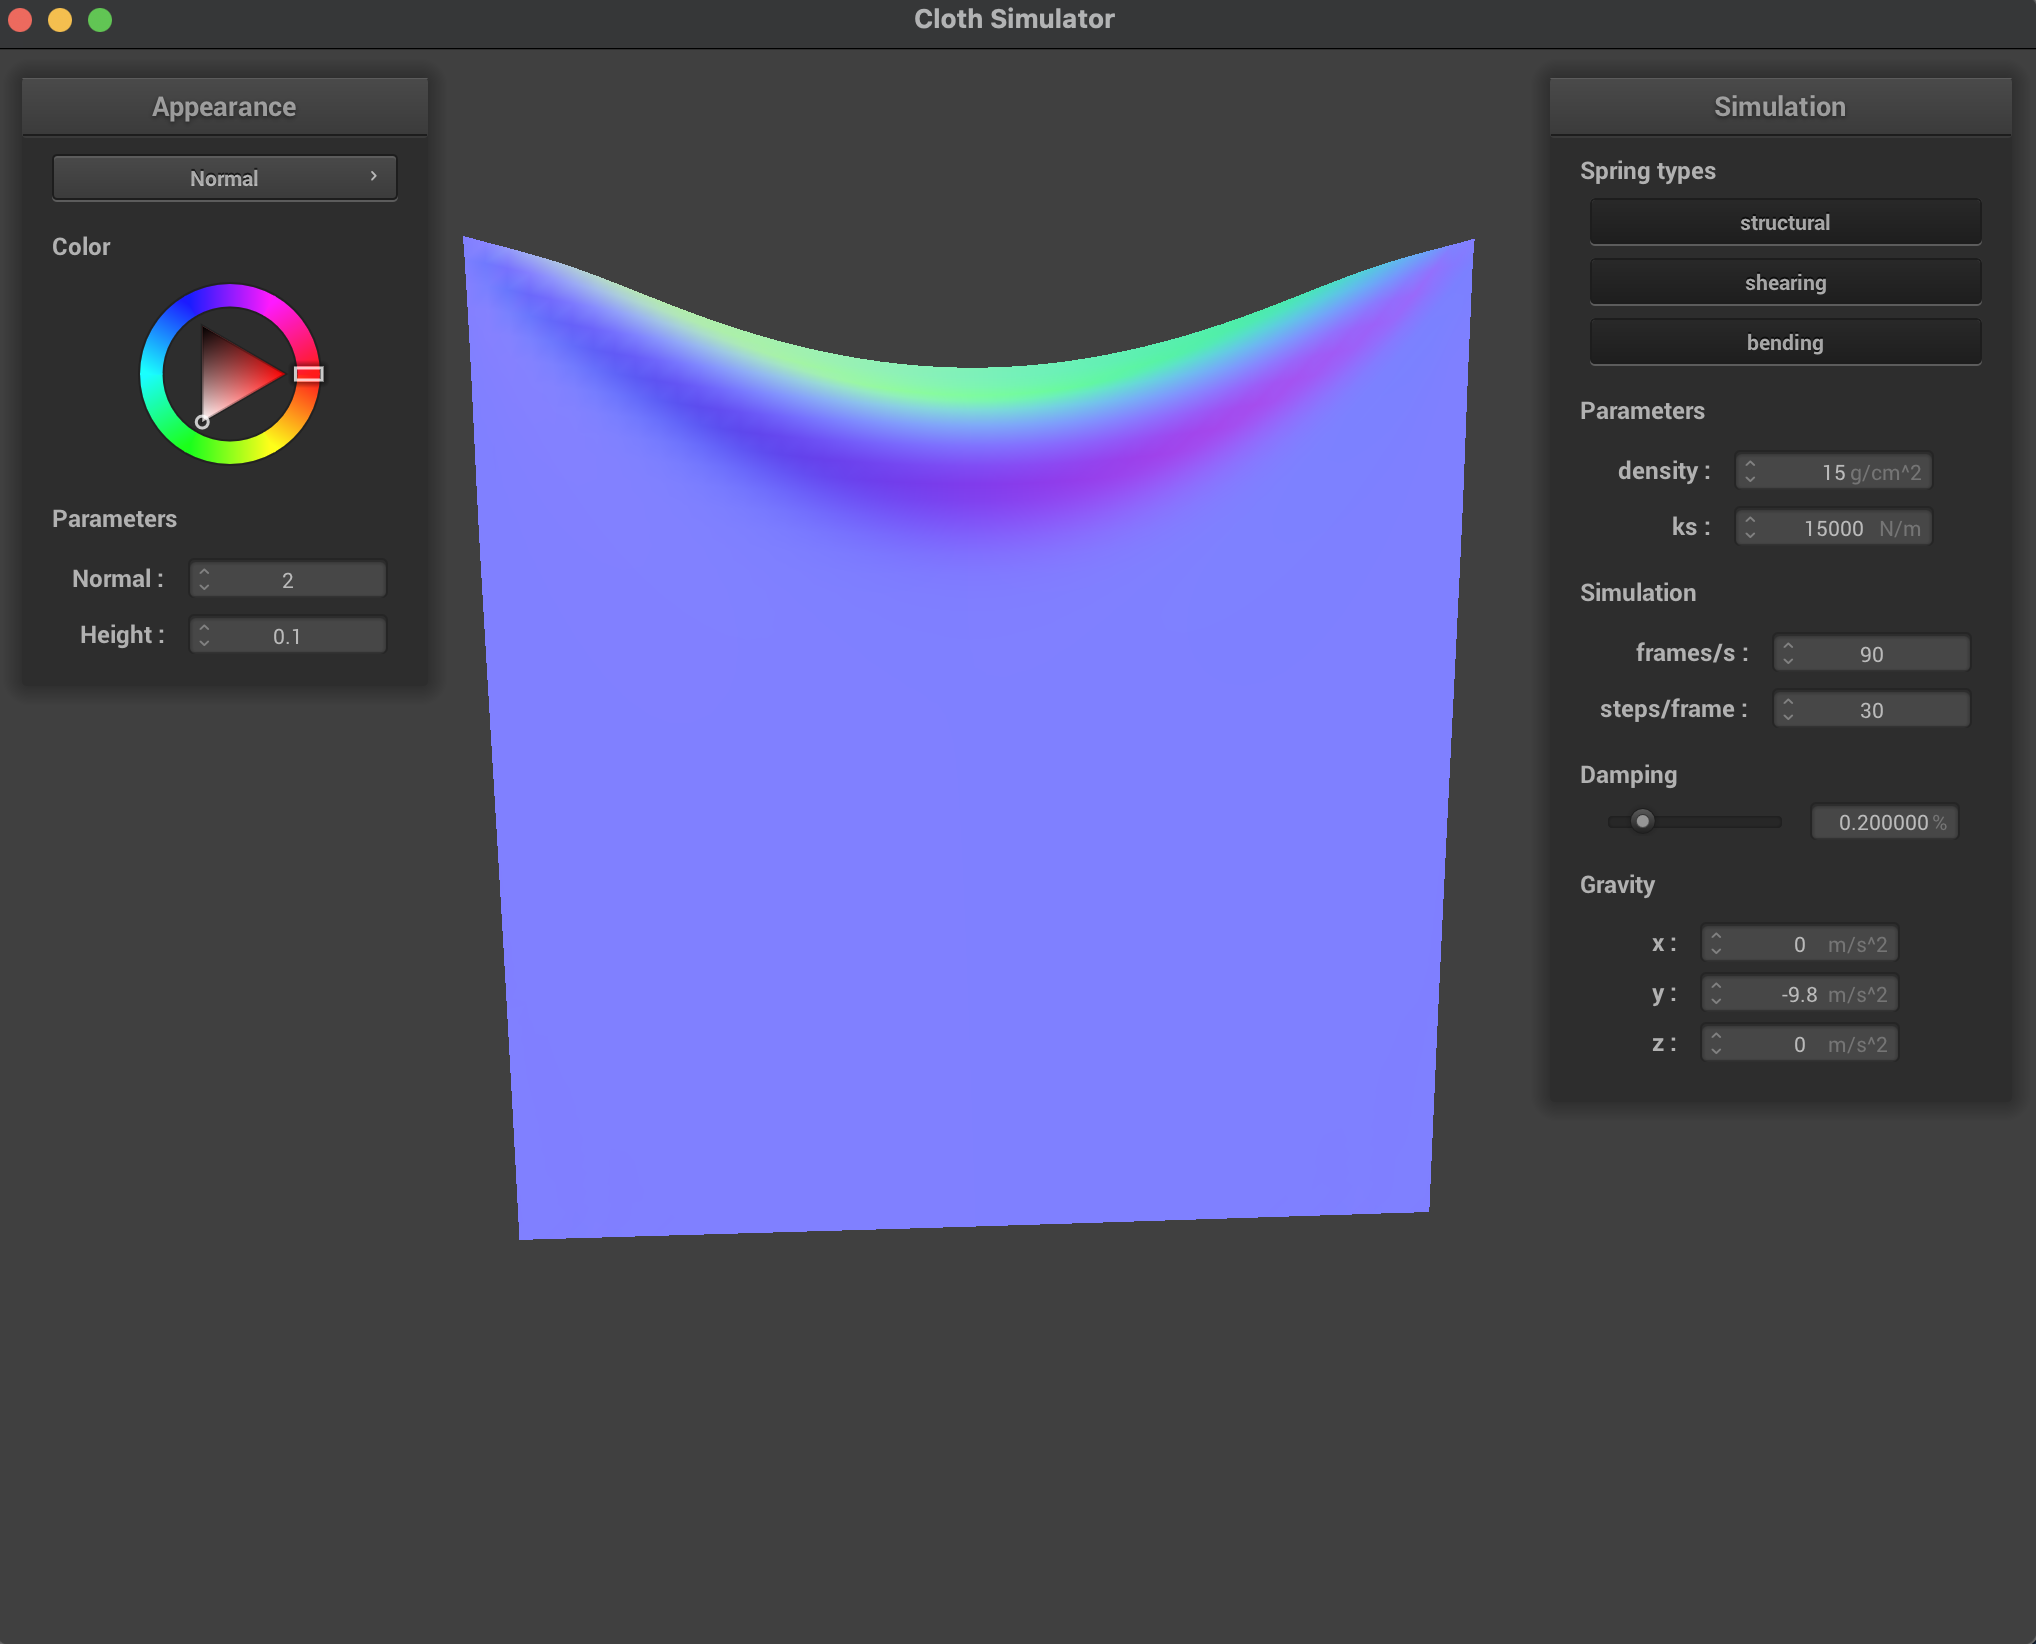 Cloth Simulator
Appearance
Normal
Color
Parameters
Normal : 2
Height : 0.1
Simulation
Spring types
structural
shearing
bending
Parameters
density : 15 g/cm^2
ks : 15000 N/m
Simulation
frames/s : 90
steps/frame : 30
Damping
0.200000 %
Gravity
x : 0 m/s^2
y : -9.8 m/s^2
z : 0 m/s^2